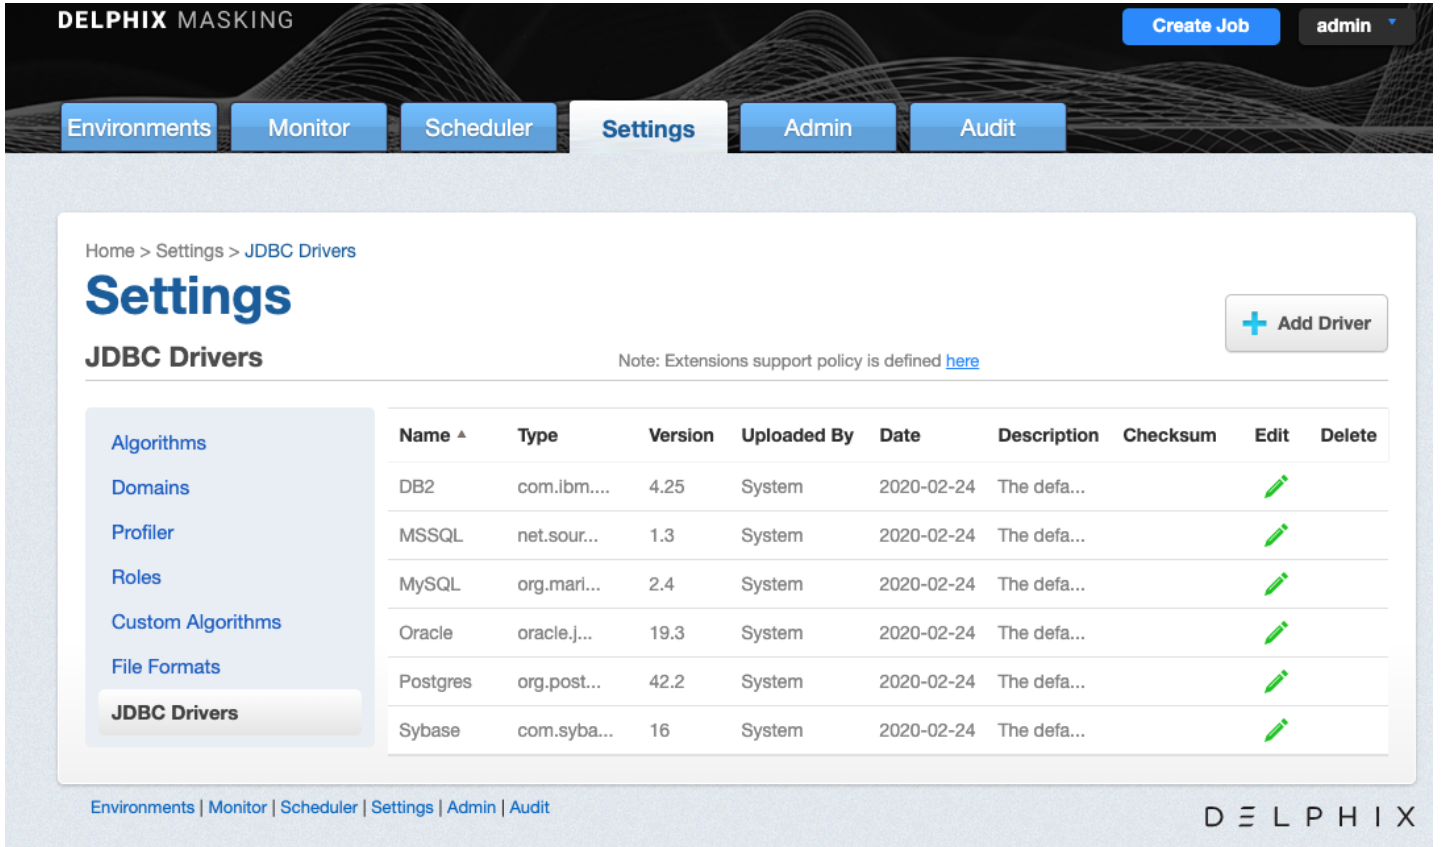 DELPHIX MASKING
Create Job
admin
Environments Monitor Scheduler Settings Admin Audit
Home > Settings > JDBC Drivers
Settings
Add Driver
JDBC Drivers
Note: Extensions support policy is defined here
Algorithms
Domains
Profiler
Roles
Custom Algorithms
File Formats
JDBC Drivers
Name Type Version Uploaded By Date Description Checksum Edit Delete
DB2 com.ibm.... 4.25 System 2020-02-24 The defa...
MSSQL net.sour... 1.3 System 2020-02-24 The defa...
MySQL org.mari... 2.4 System 2020-02-24 The defa...
Oracle oracle.j... 19.3 System 2020-02-24 The defa...
Postgres org.post... 42.2 System 2020-02-24 The defa...
Sybase com.syba... 16 System 2020-02-24 The defa...
Environments | Monitor | Scheduler | Settings | Admin | Audit
DELPHIX